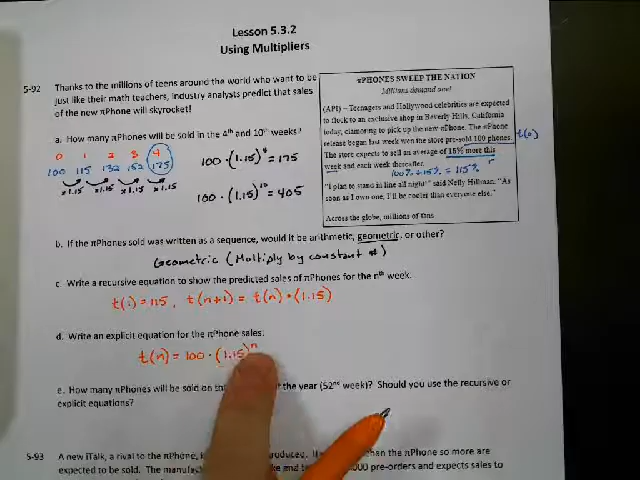 Lesson 5.3.2
Using Multipliers
5-92 Thanks to the millions of teens around the world who want to be
just like their math teachers, industry analysts predict that sales
of the new πPhone will skyrocket!
πPHONES SWEEP THE NATION
Millions demand one!
(API) – Teenagers and Hollywood celebrities are expected
to flock to an exclusive shop in Beverly Hills, California
today, clamoring to pick up the new πPhone. The πPhone
release began last week won the store pre-sold 100 phones. t(0)
The store expects to sell an average of 15% more this
week and each week thereafter.
100% + 15% = 115%
"I plan to stand in line all night!" said Nelly Hillman. "As
soon as I own one, I'll be cooler than everyone else."
Across the globe, millions of fans
a. How many πPhones will be sold in the 4th and 10th weeks?
0 1 2 3 4
100 115 132 152 175
x1.15 x1.15 x1.15 x1.15
100 · (1.15)^4 = 175
100 · (1.15)^10 = 405
b. If the πPhones sold was written as a sequence, would it be arithmetic, geometric, or other?
Geometric (Multiply by constant #)
c. Write a recursive equation to show the predicted sales of πPhones for the nth week.
t(1) = 115, t(n+1) = t(n) · (1.15)
d. Write an explicit equation for the πPhone sales.
t(n) = 100 · (1.15)^n
e. How many πPhones will be sold on the of the year (52nd week)? Should you use the recursive or
explicit equations?
5-93 A new iTalk, a rival to the πPhone, roduced. If than the πPhone so more are
expected to be sold. The manufact and 000 pre-orders and expects sales to